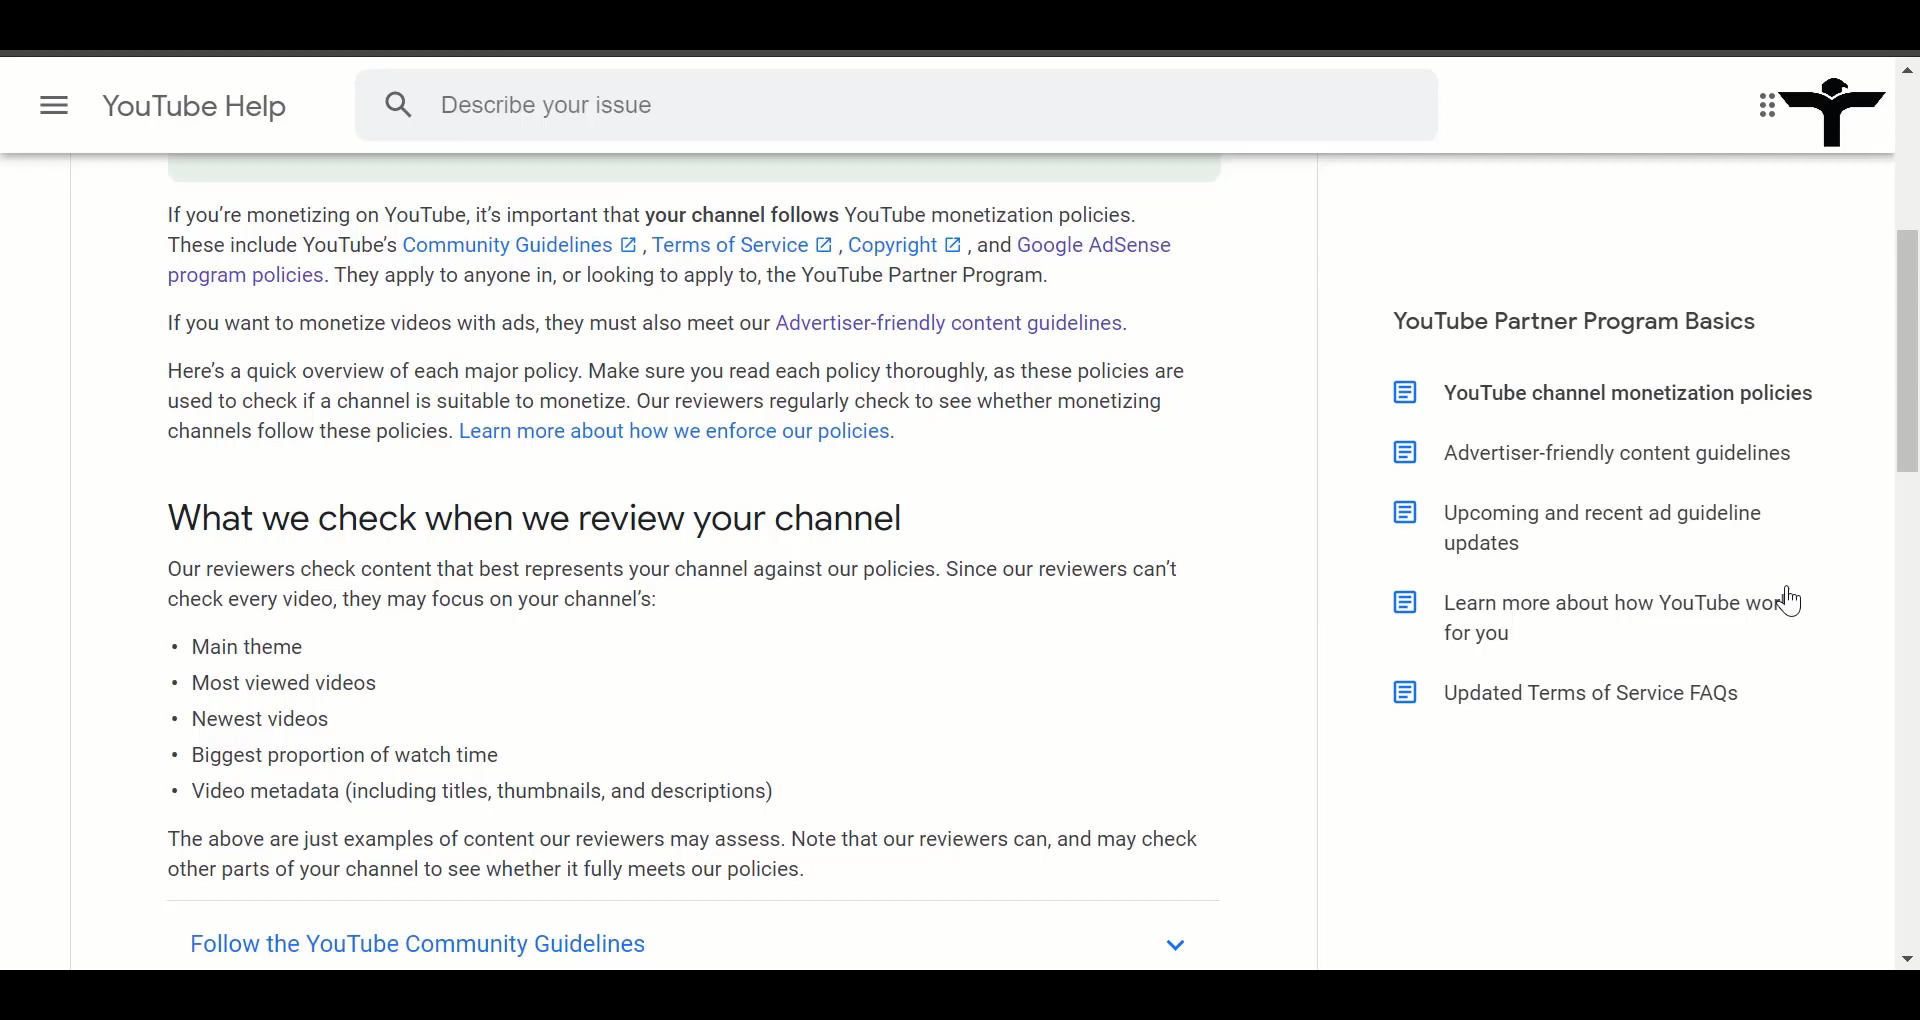 YouTube Help
Describe your issue
If you’re monetizing on YouTube, it’s important that your channel follows YouTube monetization policies.
These include YouTube’s Community Guidelines , Terms of Service , Copyright , and Google AdSense
program policies. They apply to anyone in, or looking to apply to, the YouTube Partner Program.
If you want to monetize videos with ads, they must also meet our Advertiser-friendly content guidelines.
Here’s a quick overview of each major policy. Make sure you read each policy thoroughly, as these policies are
used to check if a channel is suitable to monetize. Our reviewers regularly check to see whether monetizing
channels follow these policies. Learn more about how we enforce our policies.
What we check when we review your channel
Our reviewers check content that best represents your channel against our policies. Since our reviewers can’t
check every video, they may focus on your channel’s:
• Main theme
• Most viewed videos
• Newest videos
• Biggest proportion of watch time
• Video metadata (including titles, thumbnails, and descriptions)
The above are just examples of content our reviewers may assess. Note that our reviewers can, and may check
other parts of your channel to see whether it fully meets our policies.
Follow the YouTube Community Guidelines
YouTube Partner Program Basics
YouTube channel monetization policies
Advertiser-friendly content guidelines
Upcoming and recent ad guideline
updates
Learn more about how YouTube
for you
Updated Terms of Service FAQs